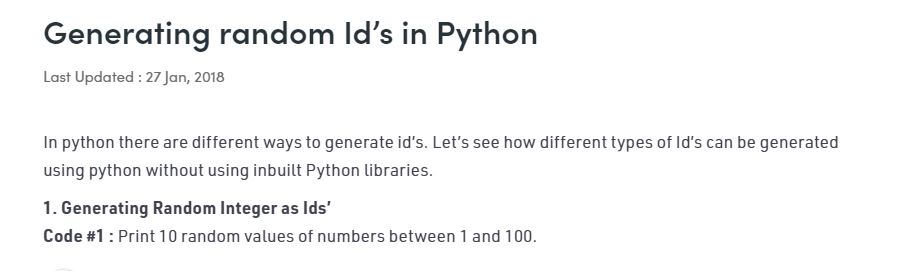 Generating random Id’s in Python
Last Updated : 27 Jan, 2018
In python there are different ways to generate id’s. Let’s see how different types of Id’s can be generated
using python without using inbuilt Python libraries.
1. Generating Random Integer as Ids’
Code #1 : Print 10 random values of numbers between 1 and 100.